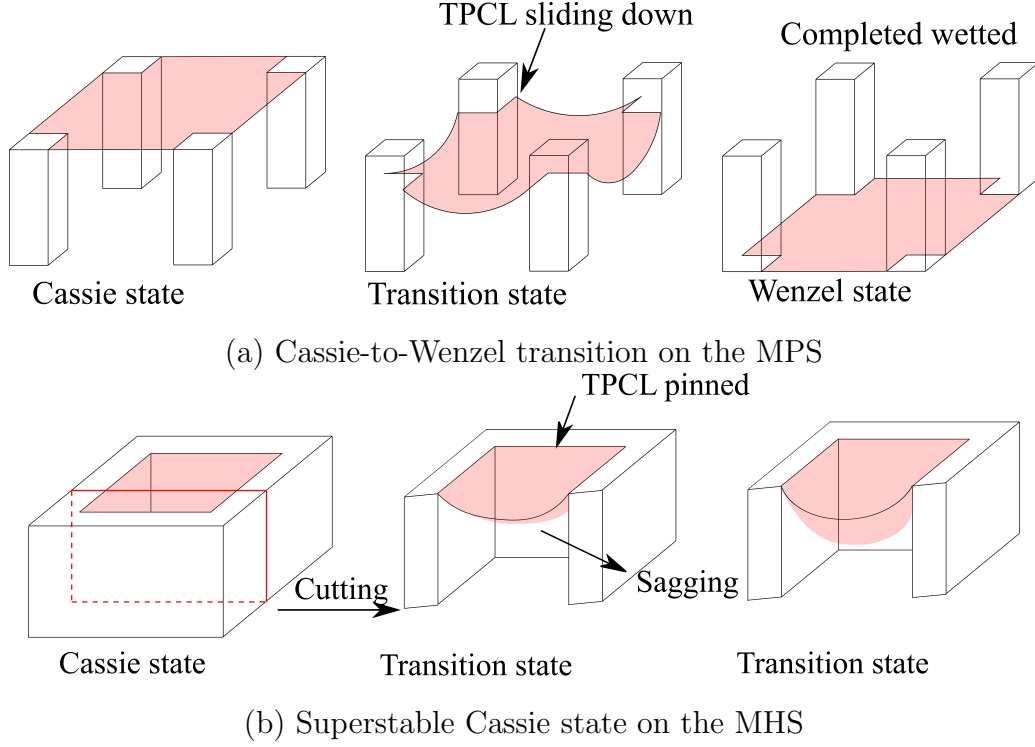 TPCL sliding down
Completed wetted
Cassie state
Transition state
Wenzel state
(a) Cassie-to-Wenzel transition on the MPS
TPCL pinned
Cutting
Sagging
Cassie state
Transition state
Transition state
(b) Superstable Cassie state on the MHS